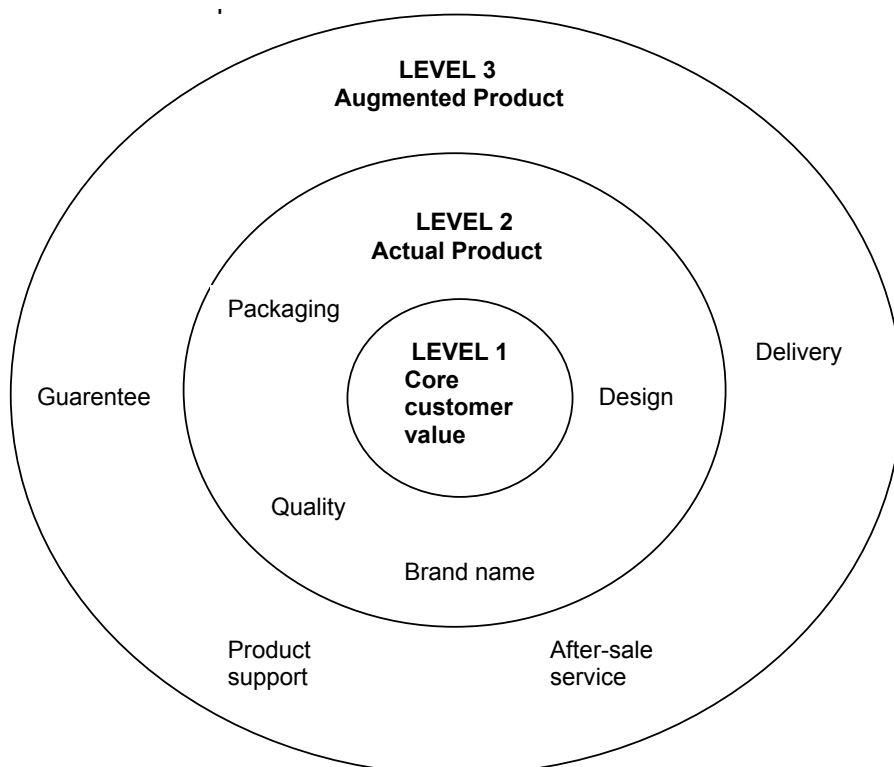 LEVEL 3
Augmented Product
LEVEL 2
Actual Product
Packaging
LEVEL 1
Core
customer
value
Delivery
Guarentee
Design
Quality
Brand name
Product
support
After-sale
service